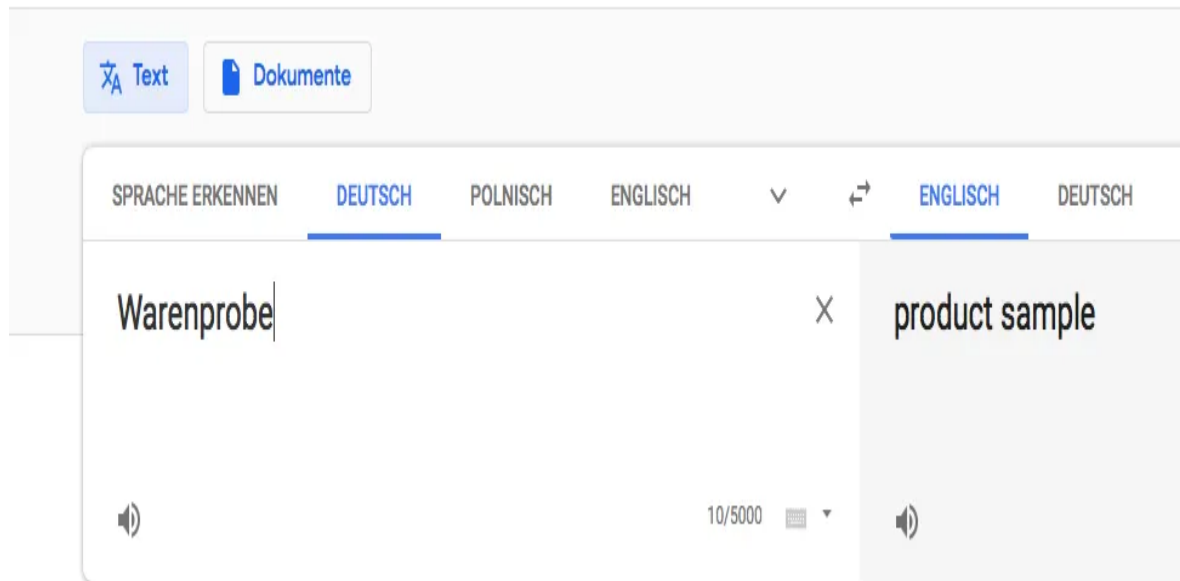 Text Dokumente
SPRACHE ERKENNEN DEUTSCH POLNISCH ENGLISCH ENGLISCH DEUTSCH
Warenprobe product sample
10/5000